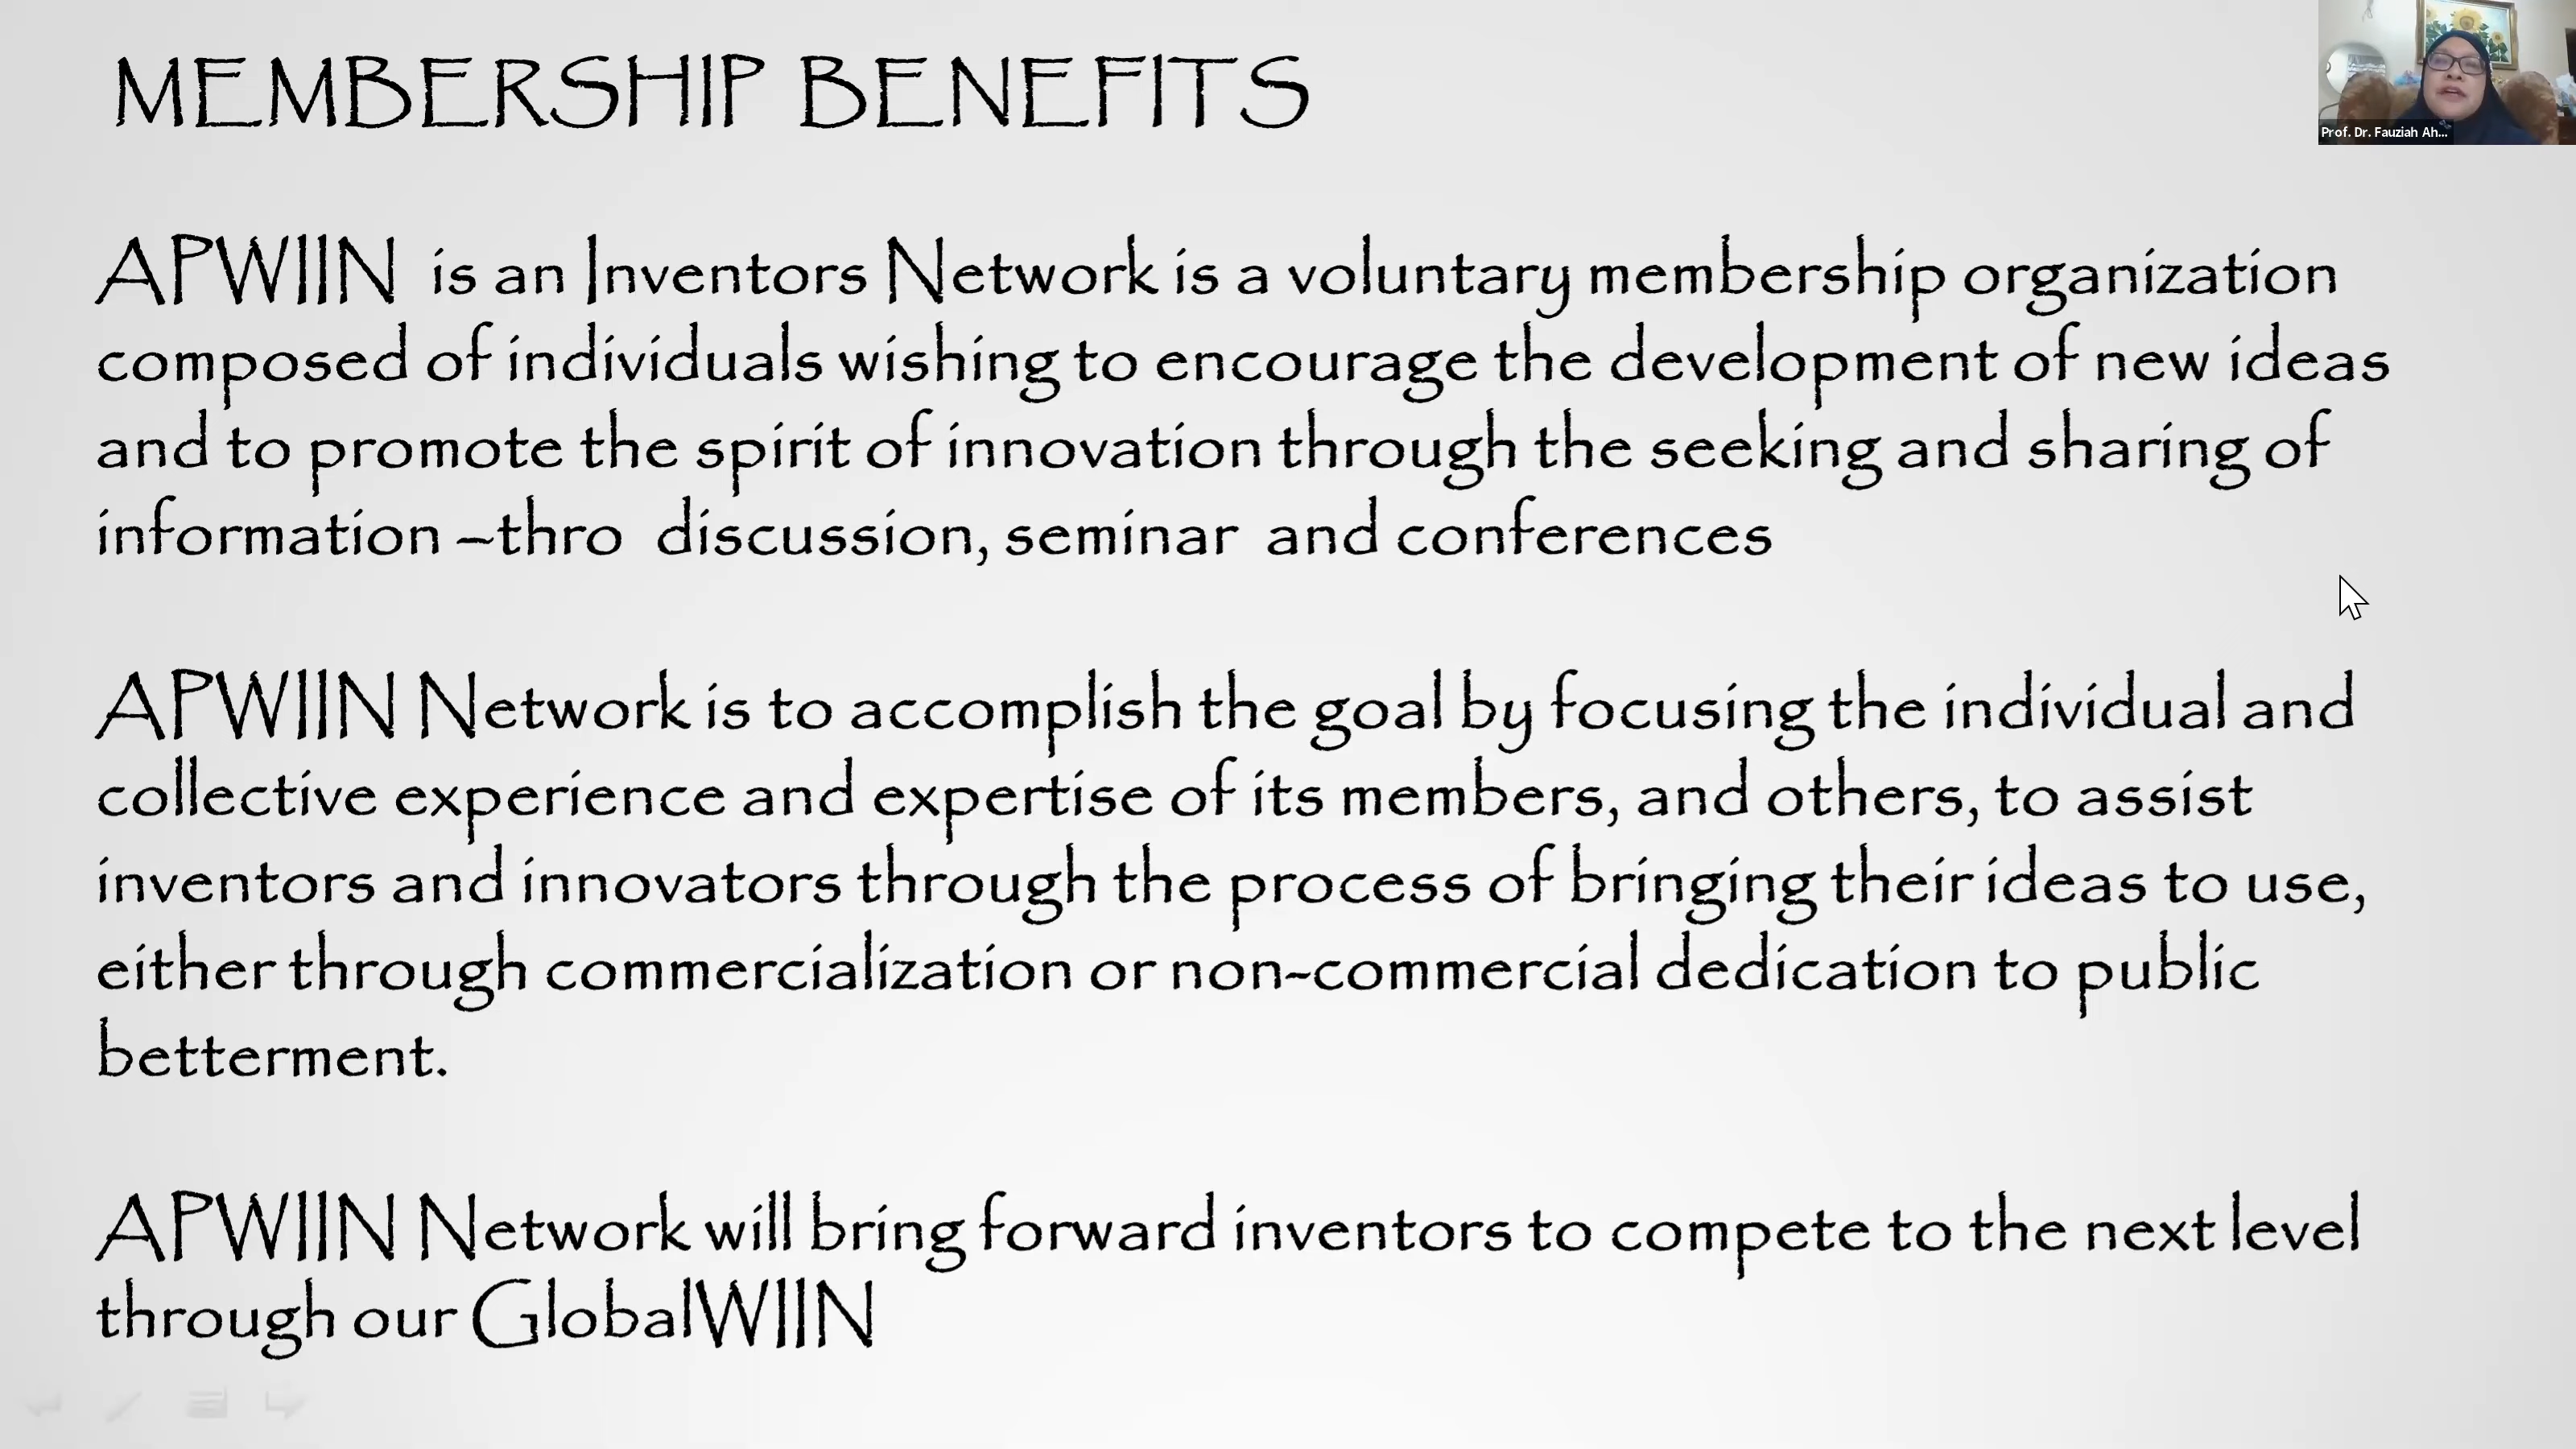 MEMBERSHIP BENEFITS
Prof. Dr. Fauziah Ah...
APWIIN is an Inventors Network is a voluntary membership organization
composed of individuals wishing to encourage the development of new ideas
and to promote the spirit of innovation through the seeking and sharing of
information –thro discussion, seminar and conferences
APWIIN Network is to accomplish the goal by focusing the individual and
collective experience and expertise of its members, and others, to assist
inventors and innovators through the process of bringing their ideas to use,
either through commercialization or non-commercial dedication to public
betterment.
APWIIN Network will bring forward inventors to compete to the next level
through our GlobalWIIN